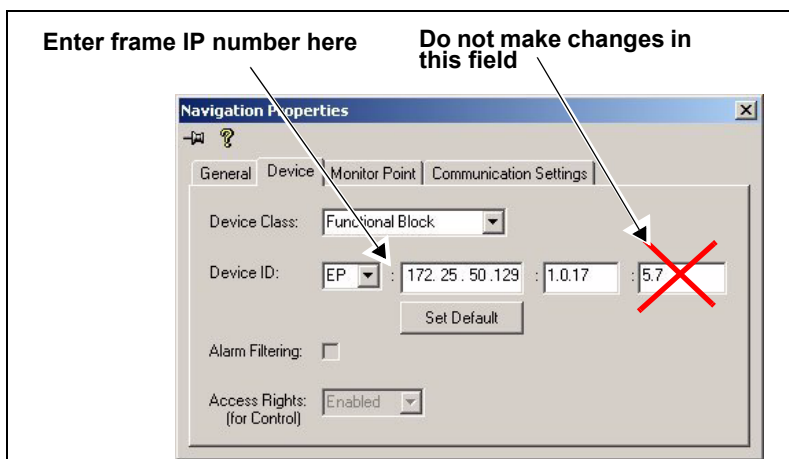 Enter frame IP number here
Do not make changes in
this field
Navigation Properties
General Device Monitor Point Communication Settings
Device Class: Functional Block
Device ID: EP : 172. 25 . 50 .129 : 1.0.17 : 5.7
Set Default
Alarm Filtering:
Access Rights: Enabled
(for Control)